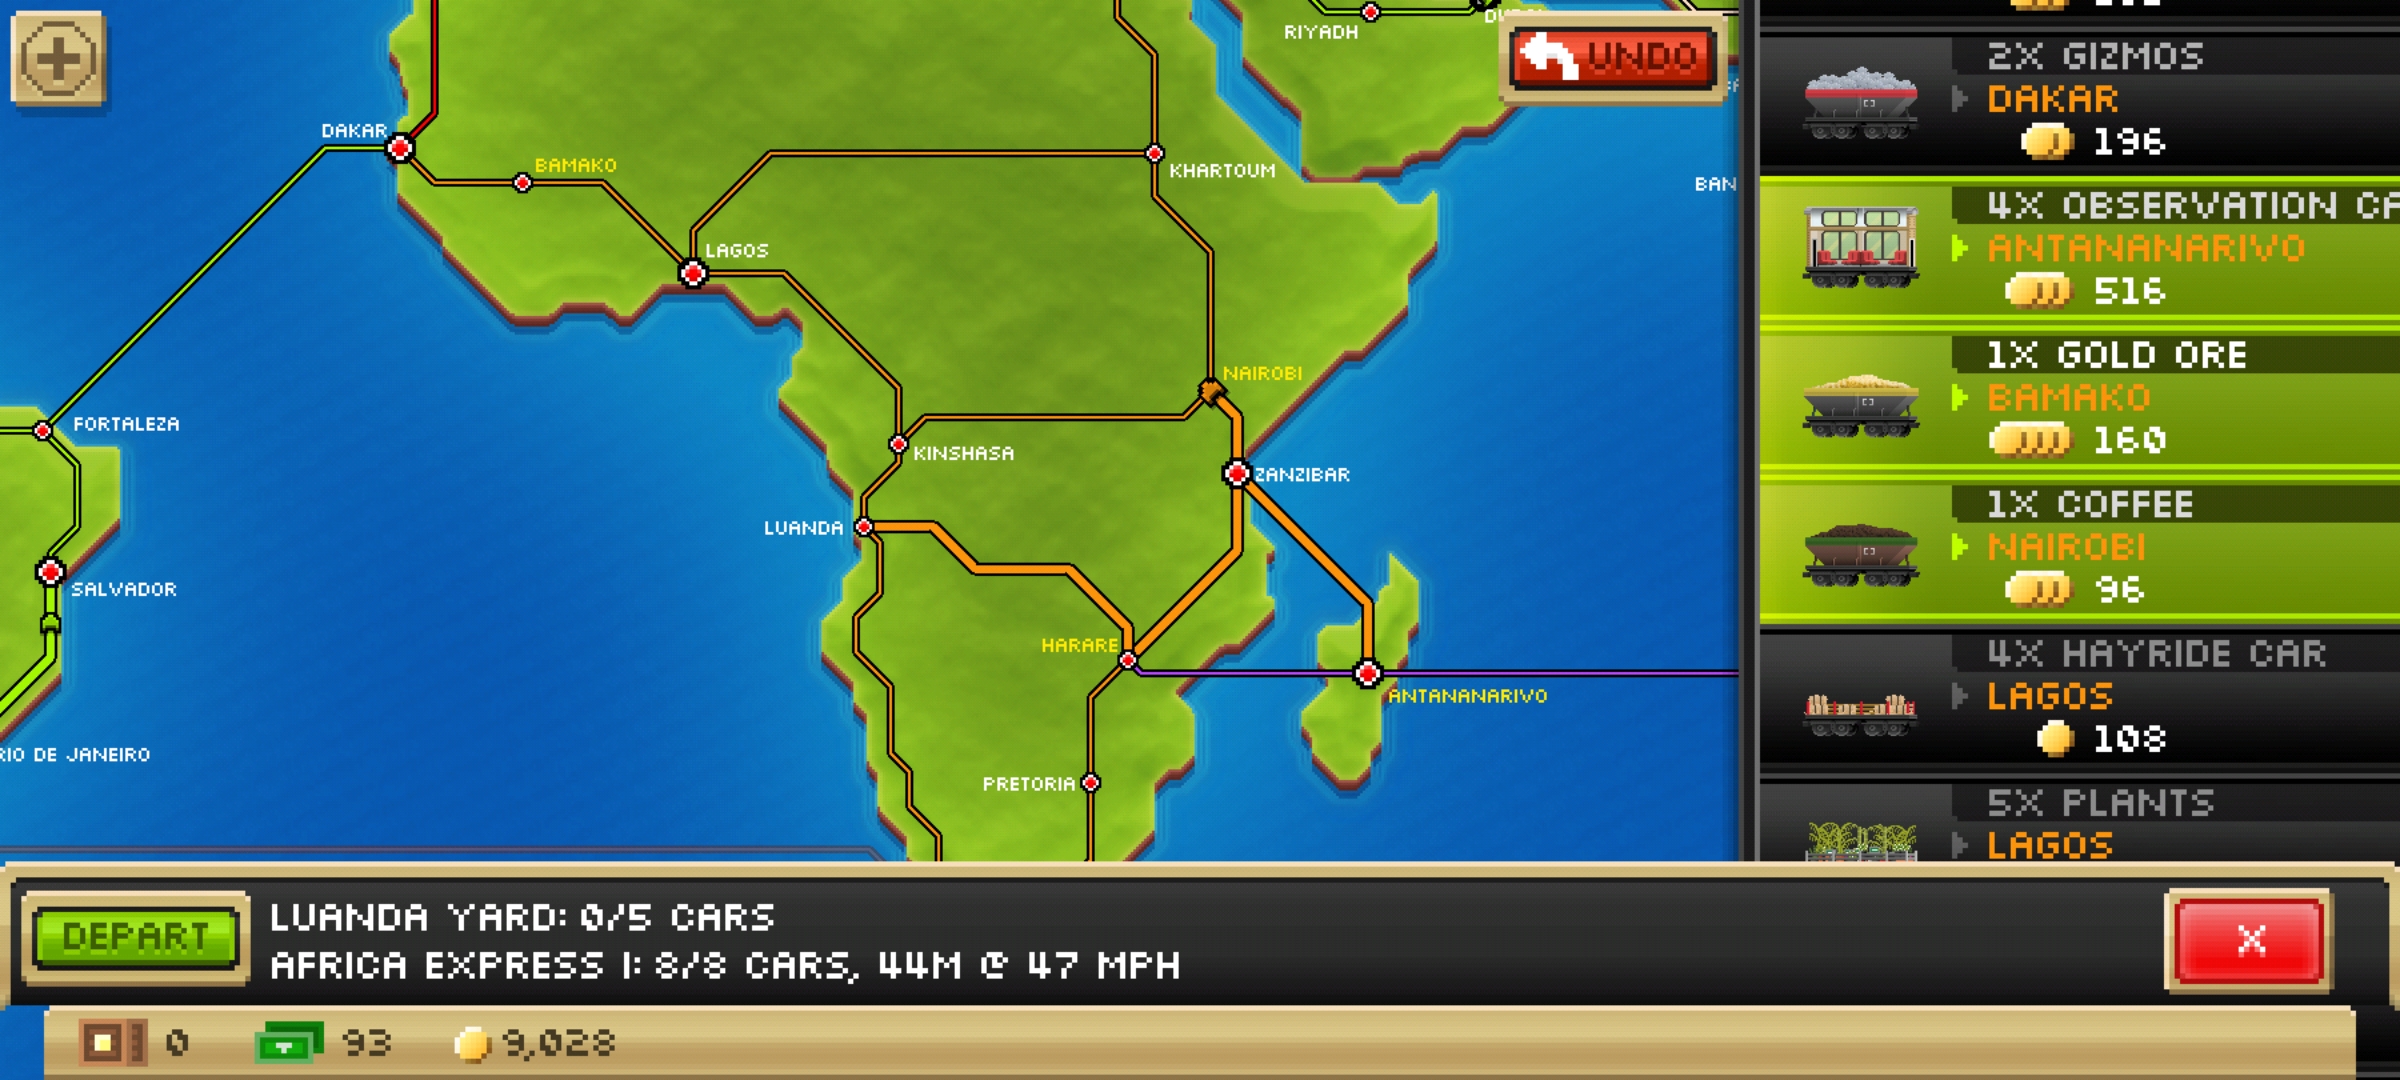 RIYADH
UNDO
DAKAR
BAMAKO
KHARTOUM
BAN
LAGOS
NAIROBI
FORTALEZA
KINSHASA
ZANZIBAR
LUANDA
SALVADOR
HARARE
ANTANANARIVO
RIO DE JANEIRO
PRETORIA
2X GIZMOS
DAKAR
196
4X OBSERVATION CA
ANTANANARIVO
516
1X GOLD ORE
BAMAKO
160
1X COFFEE
NAIROBI
96
4X HAYRIDE CAR
LAGOS
108
5X PLANTS
LAGOS
DEPART
LUANDA YARD: 0/5 CARS
AFRICA EXPRESS I: 8/8 CARS, 44M @ 47 MPH
X
0
93
9,028